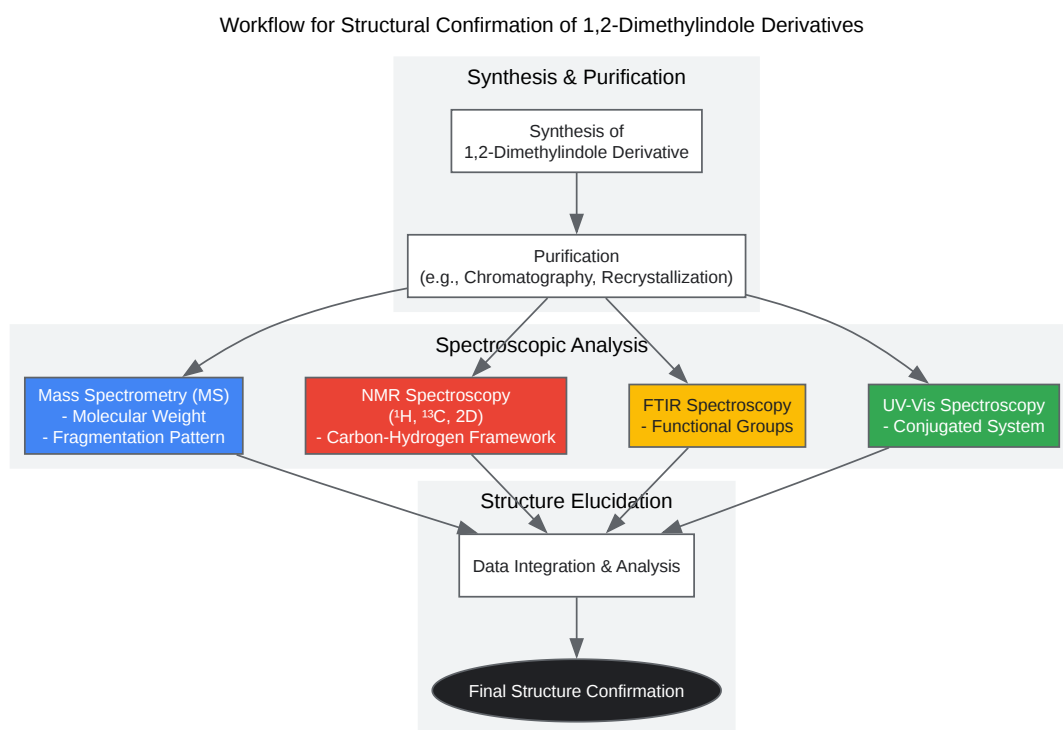 Workflow for Structural Confirmation of 1,2-Dimethylindole Derivatives
Synthesis & Purification
Synthesis of
1,2-Dimethylindole Derivative
Purification
(e.g., Chromatography, Recrystallization)
Spectroscopic Analysis
Mass Spectrometry (MS)
- Molecular Weight
- Fragmentation Pattern
NMR Spectroscopy
(¹H, ¹³C, 2D)
- Carbon-Hydrogen Framework
FTIR Spectroscopy
- Functional Groups
UV-Vis Spectroscopy
- Conjugated System
Structure Elucidation
Data Integration & Analysis
Final Structure Confirmation